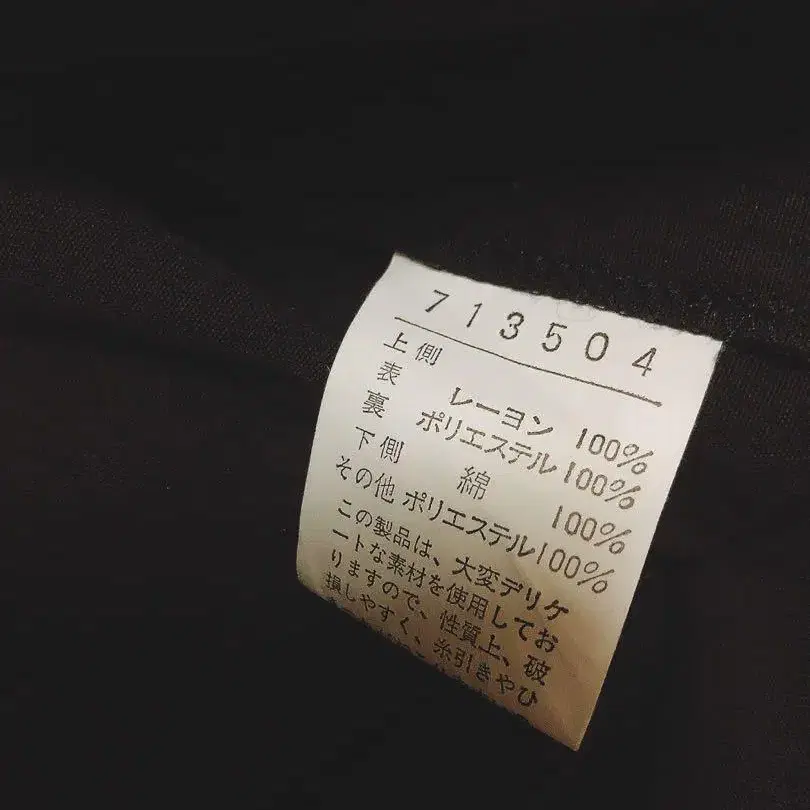 713504
上側
表 レーヨン 100%
裏 ポリエステル 100%
下側 綿 100%
その他 ポリエステル 100%
この製品は、大変デリケ
ートな素材を使用してお
りますので、性質上、破
損しやすく、糸引きやひ